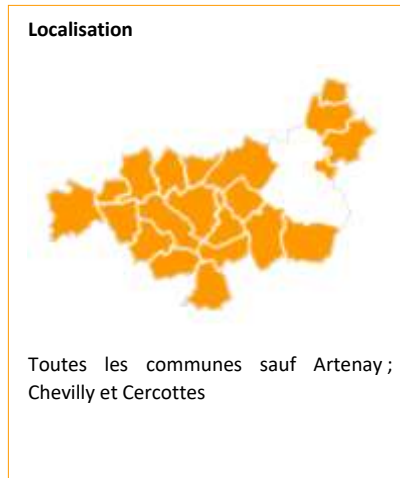 Localisation
Toutes les communes sauf Artenay ;
Chevilly et Cercottes